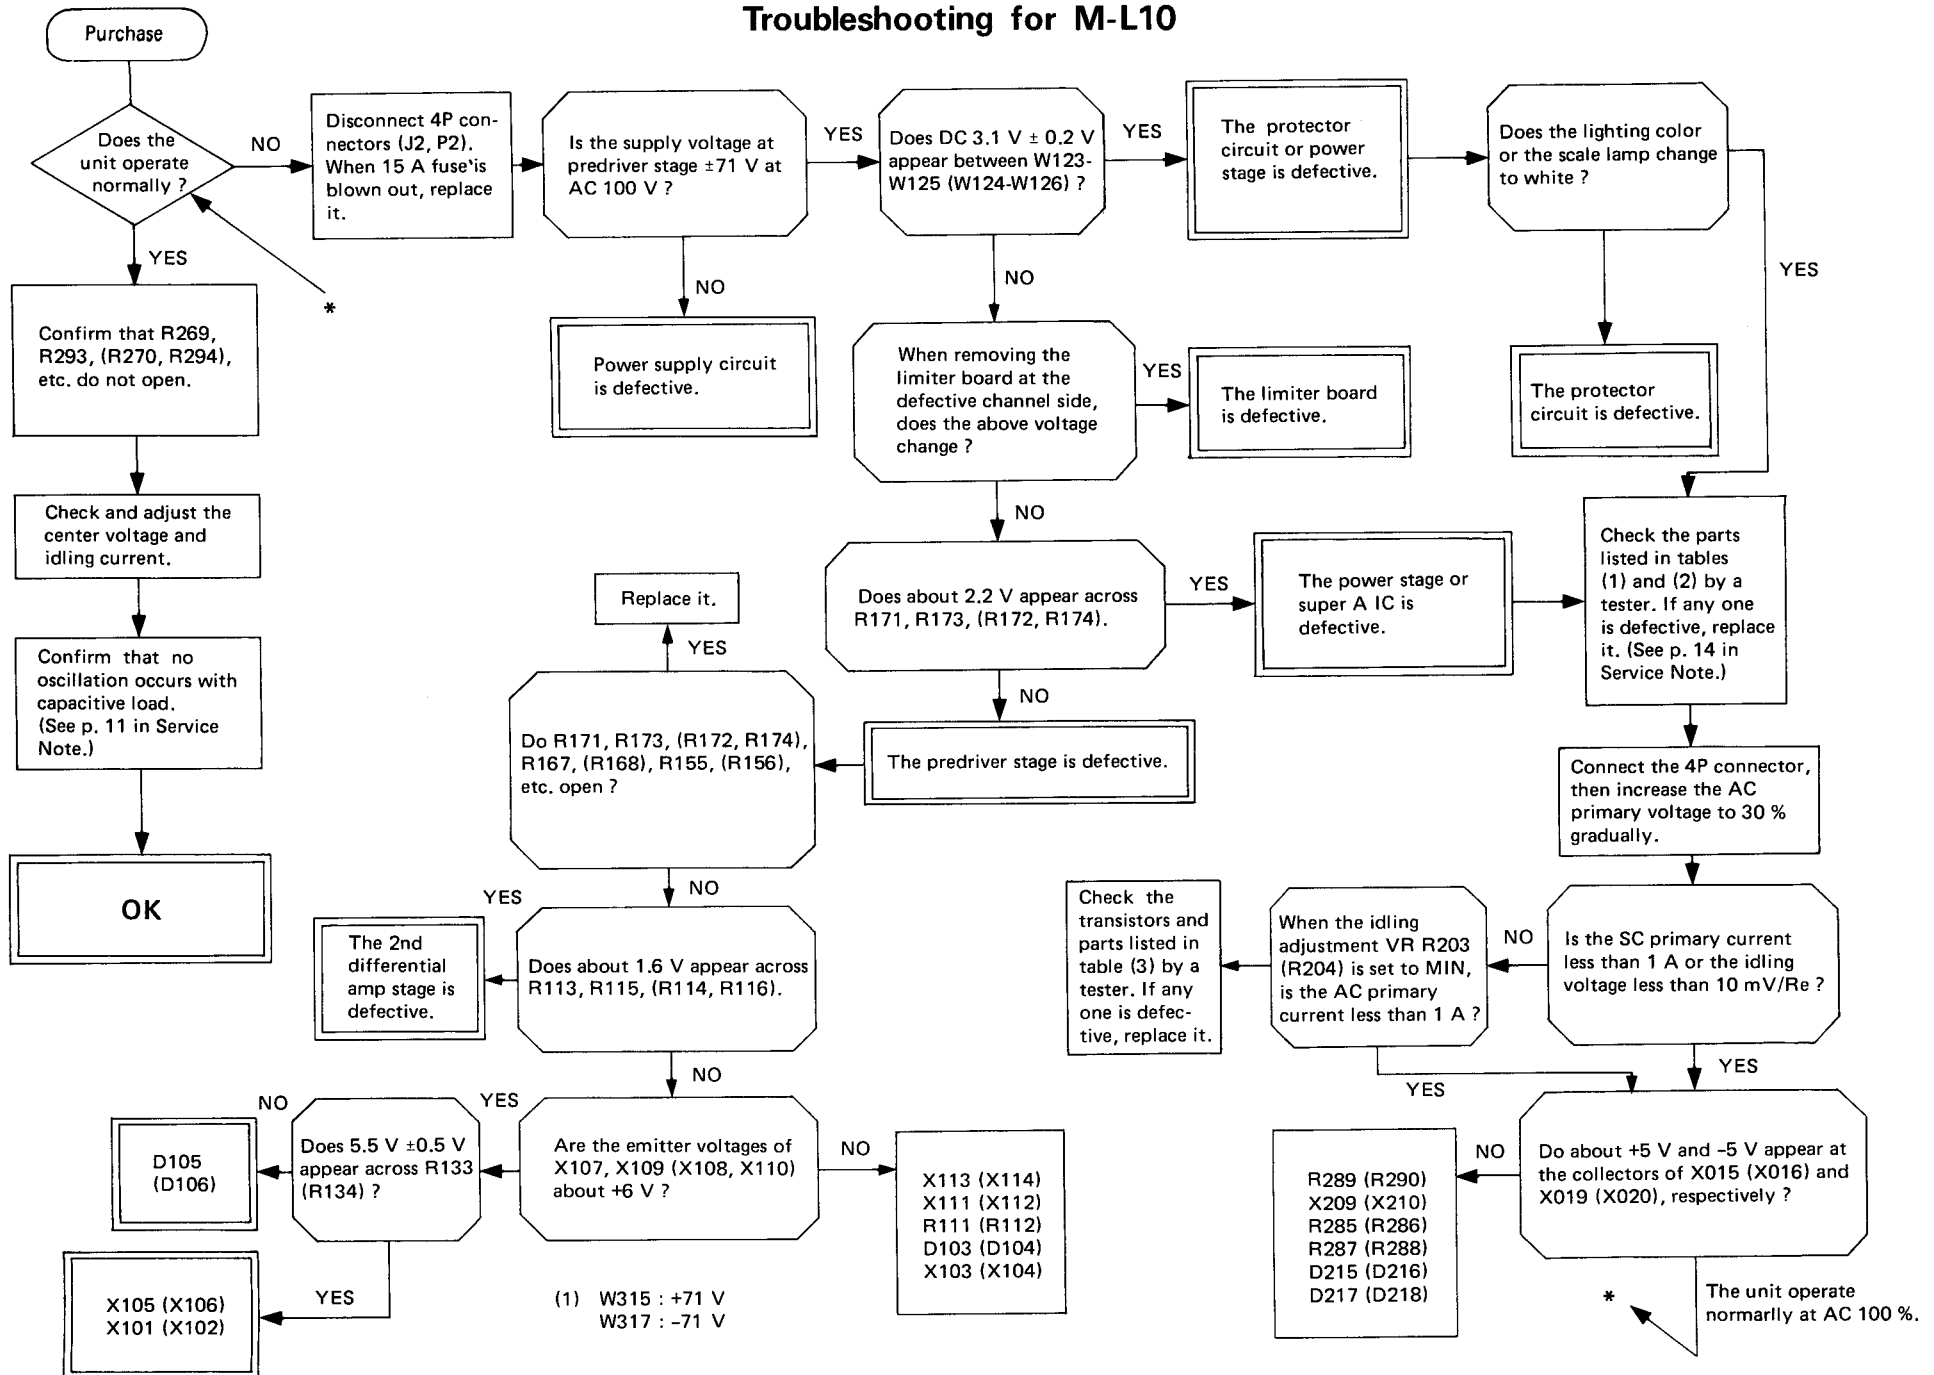 Troubleshooting for M-L10
Purchase
Does the
unit operate
normally ?
NO
YES
*
Disconnect 4P con-
nectors (J2, P2).
When 15 A fuse is
blown out, replace
it.
Is the supply voltage at
predriver stage ±71 V at
AC 100 V ?
YES
NO
Does DC 3.1 V ± 0.2 V
appear between W123-
W125 (W124-W126) ?
YES
NO
The protector
circuit or power
stage is defective.
Does the lighting color
or the scale lamp change
to white ?
YES
Confirm that R269,
R293, (R270, R294),
etc. do not open.
Power supply circuit
is defective.
When removing the
limiter board at the
defective channel side,
does the above voltage
change ?
YES
NO
The limiter board
is defective.
The protector
circuit is defective.
Check and adjust the
center voltage and
idling current.
Confirm that no
oscillation occurs with
capacitive load.
(See p. 11 in Service
Note.)
OK
Replace it.
YES
Does about 2.2 V appear across
R171, R173, (R172, R174).
YES
NO
The power stage or
super A IC is
defective.
Check the parts
listed in tables
(1) and (2) by a
tester. If any one
is defective, replace
it. (See p. 14 in
Service Note.)
Do R171, R173, (R172, R174),
R167, (R168), R155, (R156),
etc. open ?
NO
The predriver stage is defective.
Connect the 4P connector,
then increase the AC
primary voltage to 30 %
gradually.
The 2nd
differential
amp stage is
defective.
YES
Does about 1.6 V appear across
R113, R115, (R114, R116).
NO
Check the
transistors and
parts listed in
table (3) by a
tester. If any
one is defec-
tive, replace it.
When the idling
adjustment VR R203
(R204) is set to MIN,
is the AC primary
current less than 1 A ?
NO
YES
Is the SC primary current
less than 1 A or the idling
voltage less than 10 mV/Re ?
YES
D105
(D106)
NO
Does 5.5 V ±0.5 V
appear across R133
(R134) ?
YES
Are the emitter voltages of
X107, X109 (X108, X110)
about +6 V ?
NO
X113 (X114)
X111 (X112)
R111 (R112)
D103 (D104)
X103 (X104)
R289 (R290)
X209 (X210)
R285 (R286)
R287 (R288)
D215 (D216)
D217 (D218)
NO
Do about +5 V and -5 V appear at
the collectors of X015 (X016) and
X019 (X020), respectively ?
X105 (X106)
X101 (X102)
YES
(1) W315 : +71 V
W317 : -71 V
*
The unit operate
normarlly at AC 100 %.